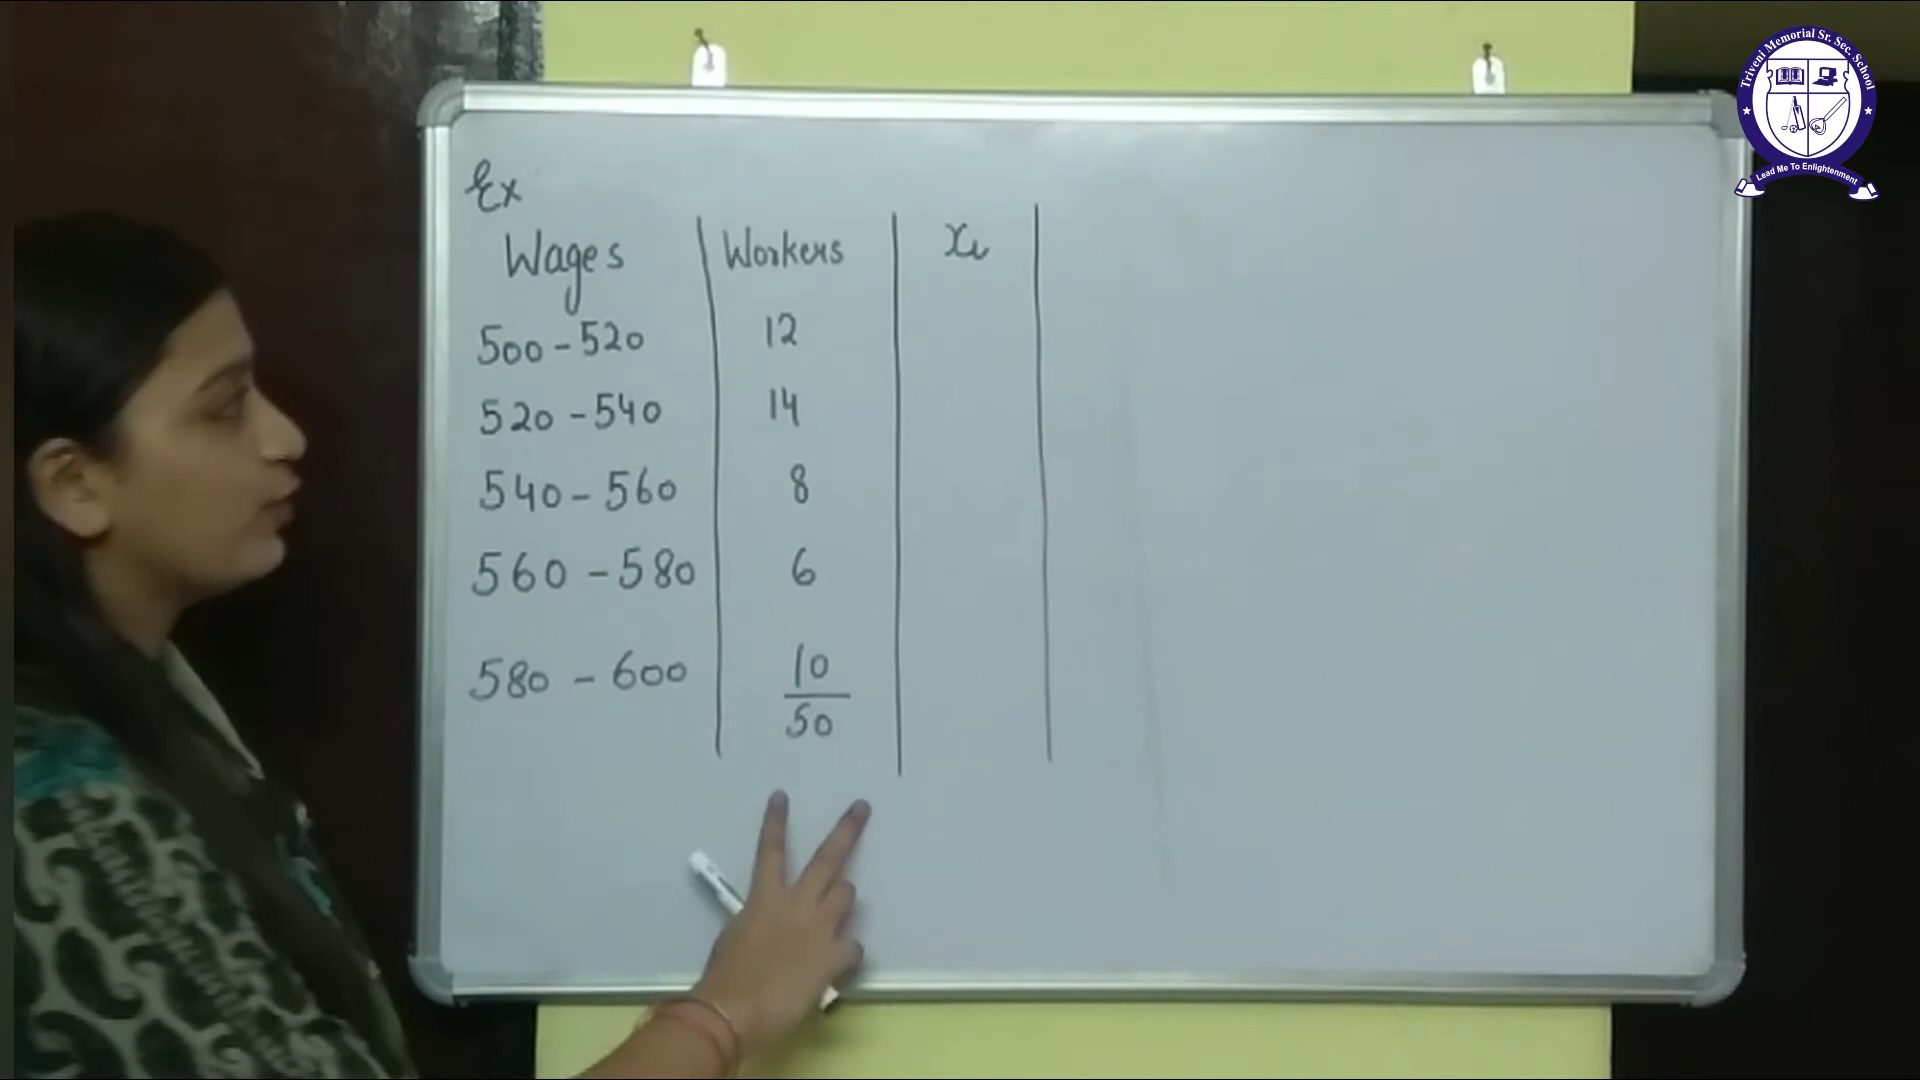 Ex
Wages Workers xi
500-520 12
520-540 14
540-560 8
560-580 6
580-600 10
50
Triveni Memorial Sr. Sec. School
Lead Me To Enlightenment